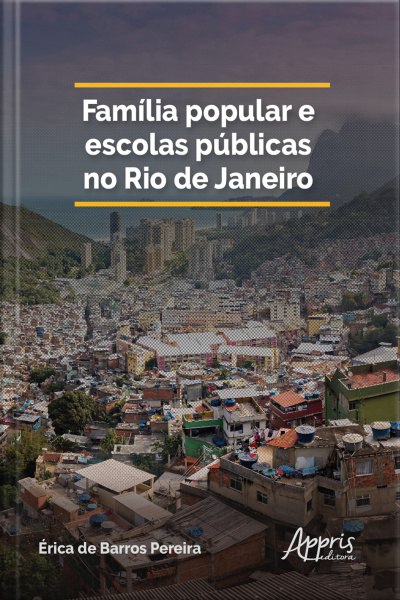 Família popular e
escolas públicas
no Rio de Janeiro
Érica de Barros Pereira
Appris
editora